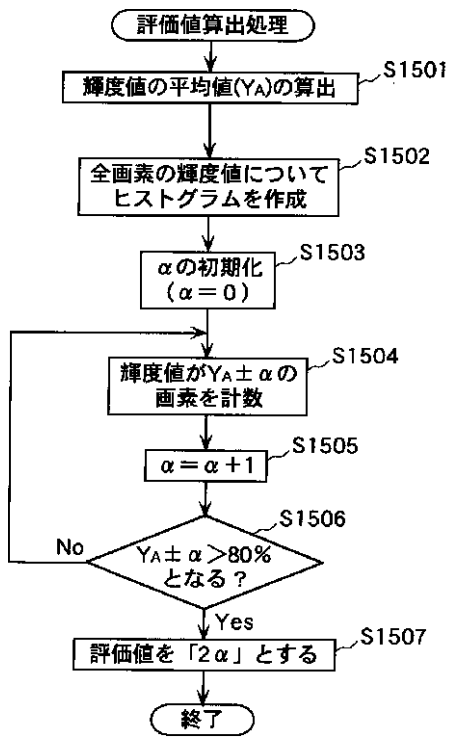 評価値算出処理
輝度値の平均値(YA)の算出
S1501
全画素の輝度値について
ヒストグラムを作成
S1502
αの初期化
(α=0)
S1503
輝度値がYA±αの
画素を計数
S1504
α=α+1
S1505
YA±α>80%
となる?
S1506
No
Yes
評価値を「2α」とする
S1507
終了